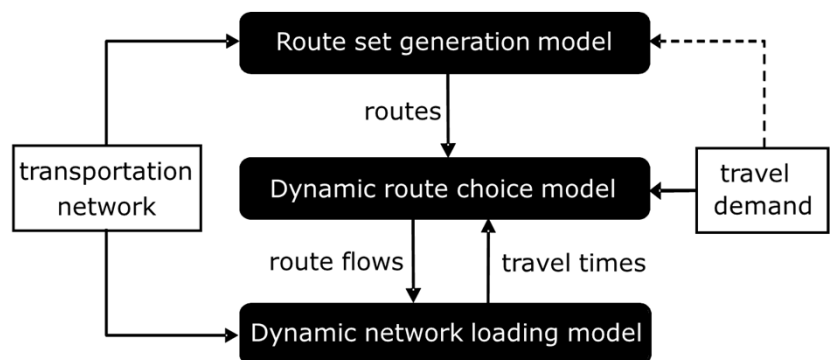 Route set generation model
routes
transportation
network
Dynamic route choice model
travel
demand
route flows
travel times
Dynamic network loading model